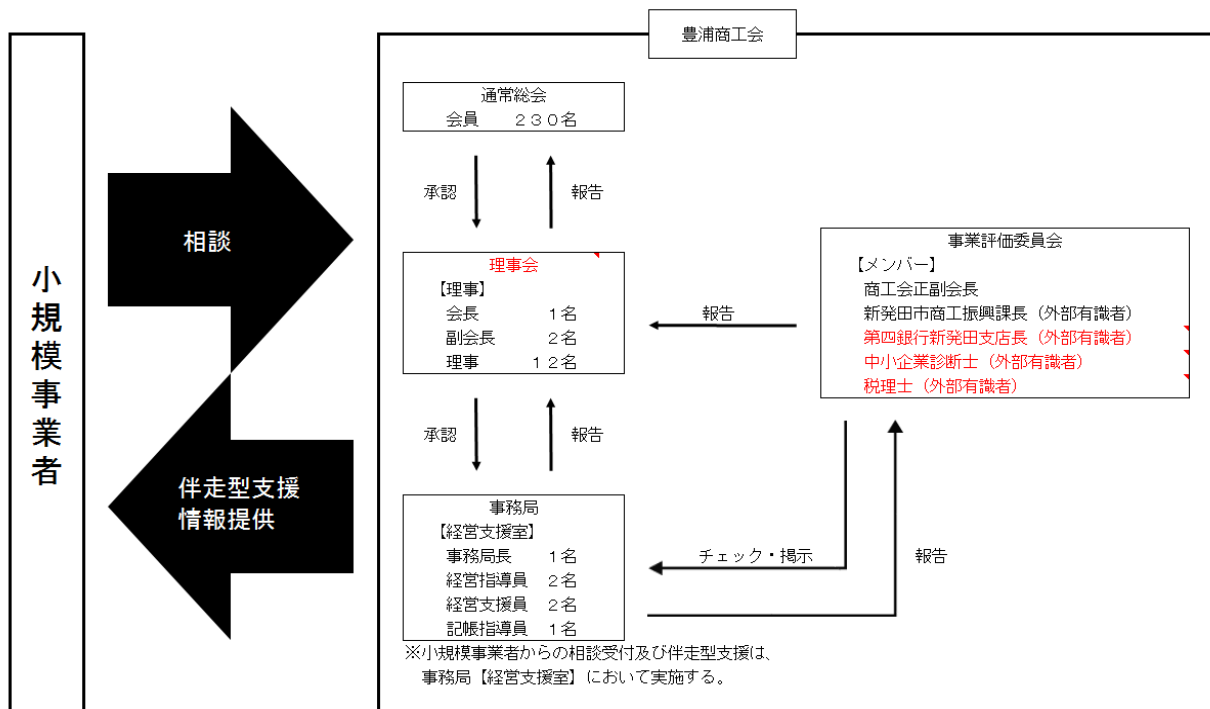 豊浦商工会
小規模事業者
相談
伴走型支援
情報提供
通常総会
会員　２３０名
承認
報告
理事会
【理事】
会長　１名
副会長　２名
理事　１２名
承認
報告
事務局
【経営支援室】
事務局長　１名
経営指導員　２名
経営支援員　２名
記帳指導員　１名
※小規模事業者からの相談受付及び伴走型支援は、
事務局【経営支援室】において実施する。
報告
事業評価委員会
【メンバー】
商工会正副会長
新発田市商工振興課長（外部有識者）
第四銀行新発田支店長（外部有識者）
中小企業診断士（外部有識者）
税理士（外部有識者）
チェック・掲示
報告